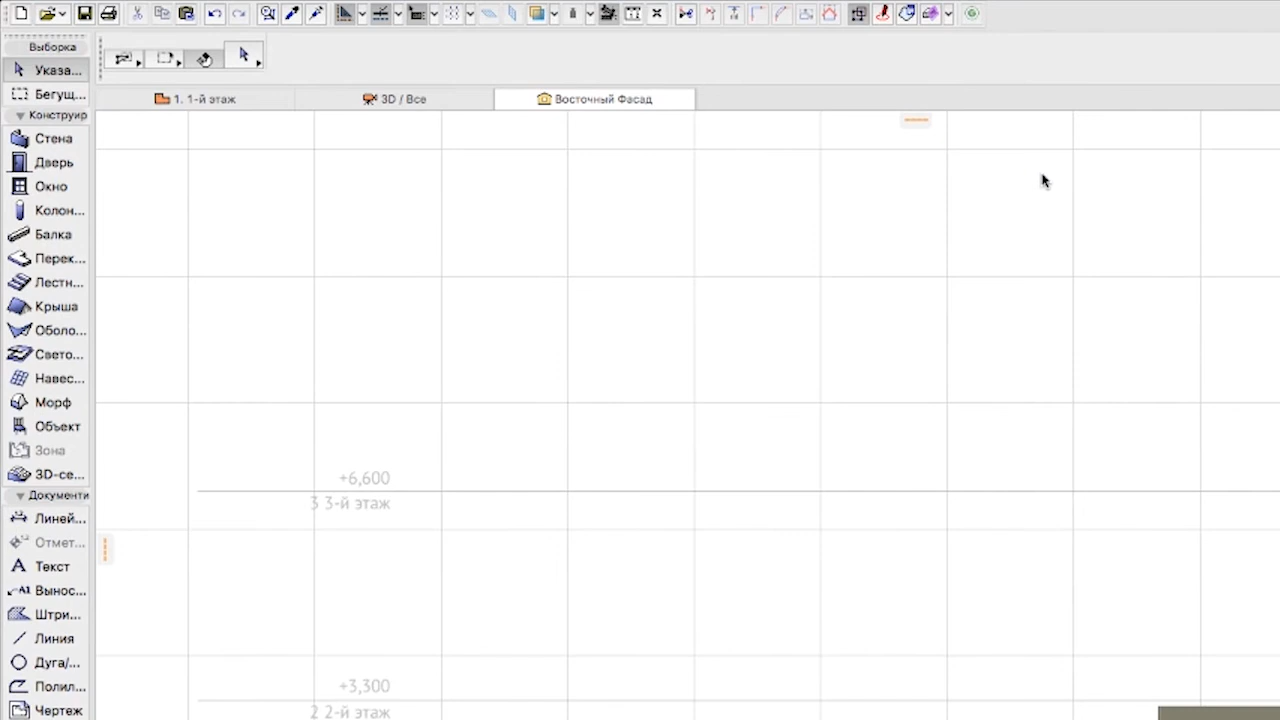 Выборка
Указа...
Бегущ...
Конструир
1. 1-й этаж
3D / Все
Восточный Фасад
Стена
Дверь
Окно
Колон...
Балка
Перек...
Лестн...
Крыша
Оболо...
Свето...
Навес...
Морф
Объект
Зона
3D-се...
Документи
Линей...
Отмет...
A Текст
A1 Вынос...
Штри...
Линия
Дуга/...
Полил...
Чертеж
+6,600
3 3-й этаж
+3,300
2 2-й этаж